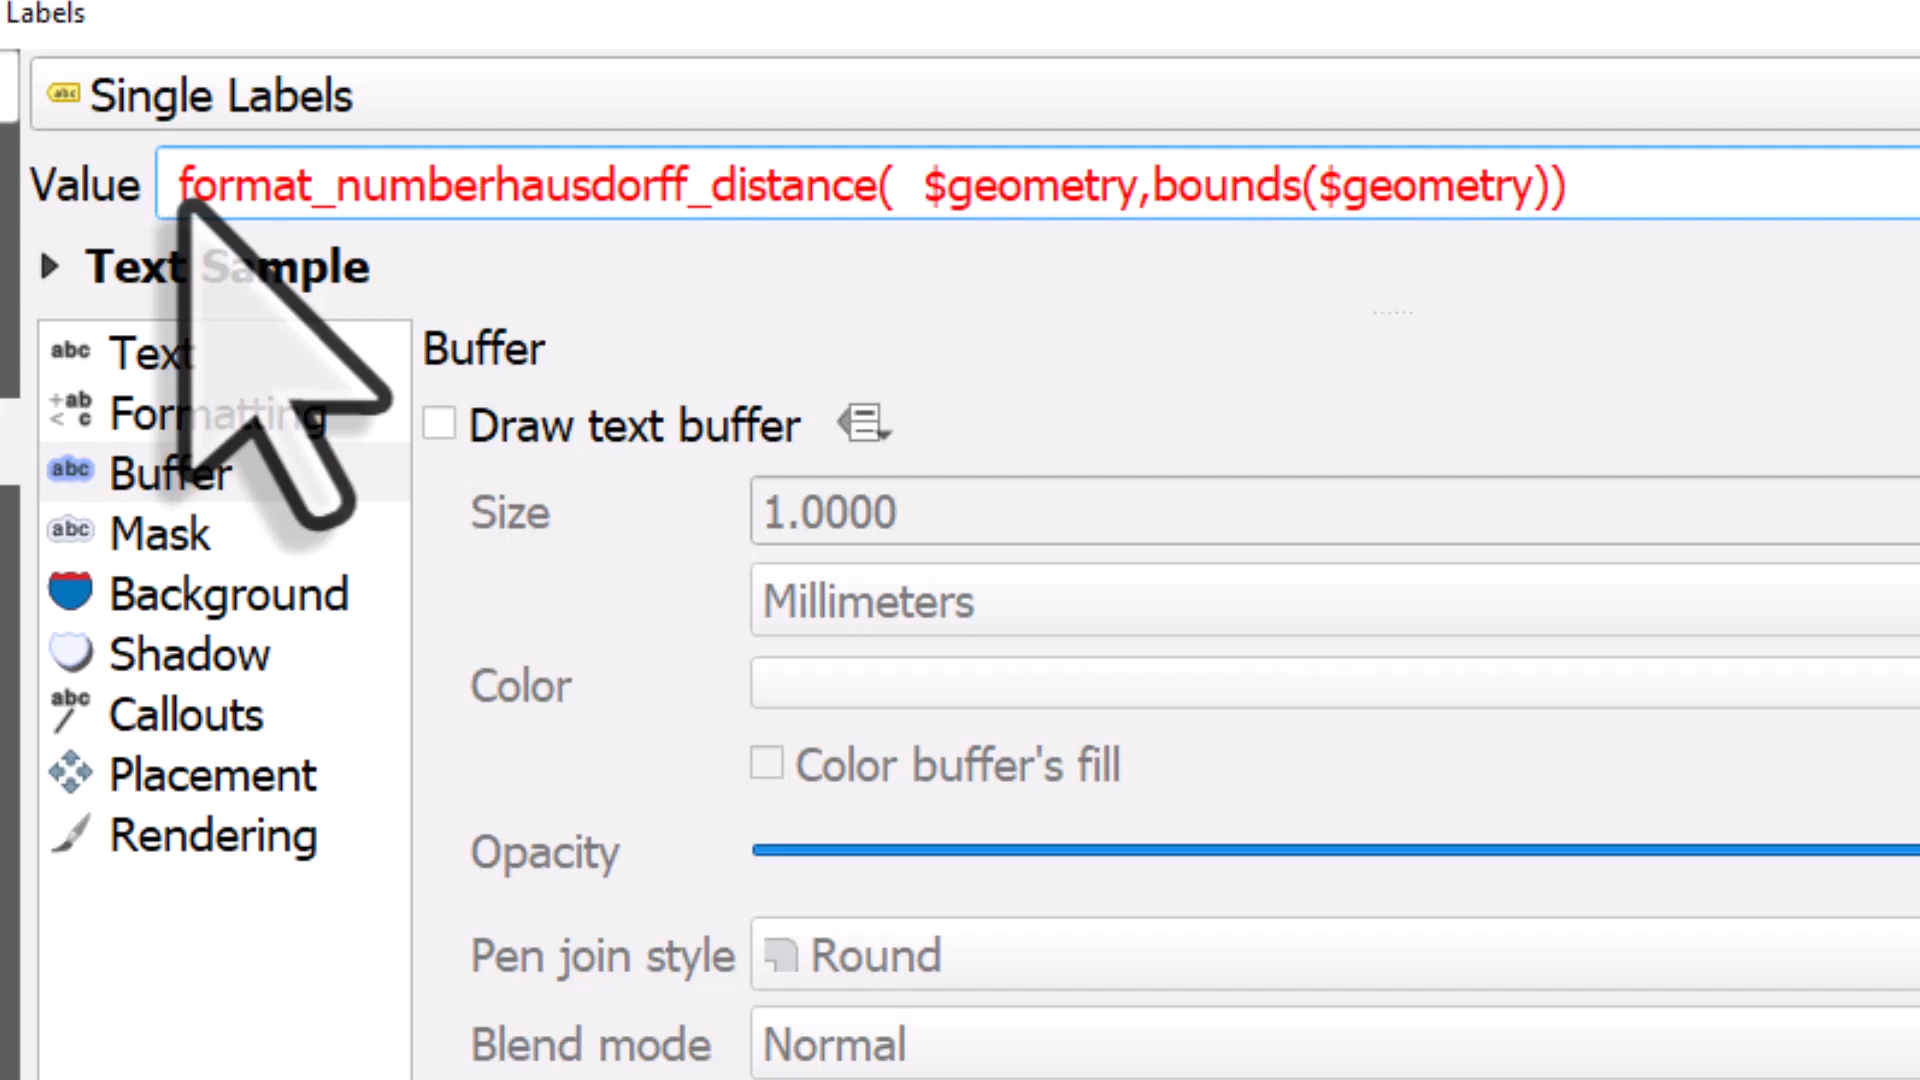 Labels
abc Single Labels
Value format_numberhausdorff_distance(  $geometry,bounds($geometry))
Text Sample
abc Text
+ab < c Formatting
abc Buffer
abc Mask
Background
Shadow
abc Callouts
Placement
Rendering
Buffer
Draw text buffer
Size 1.0000
Millimeters
Color
Color buffer's fill
Opacity
Pen join style Round
Blend mode Normal